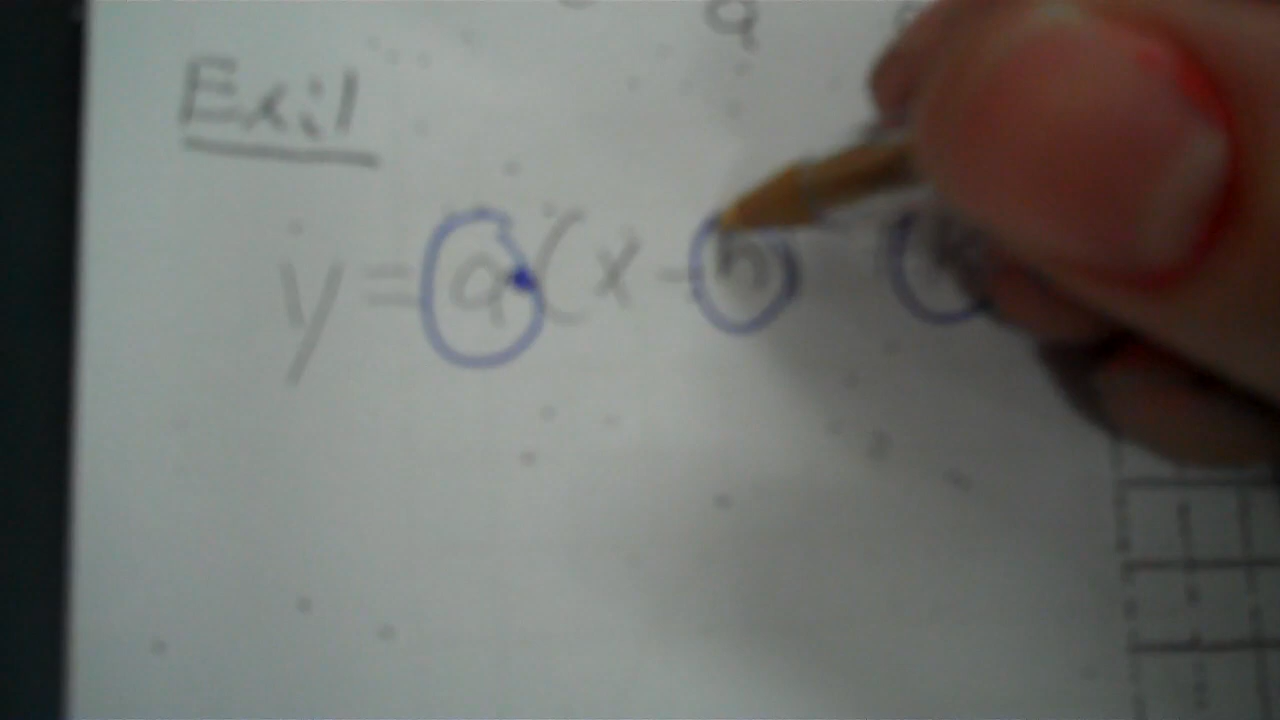 a
Ex:1
y = a(x - h